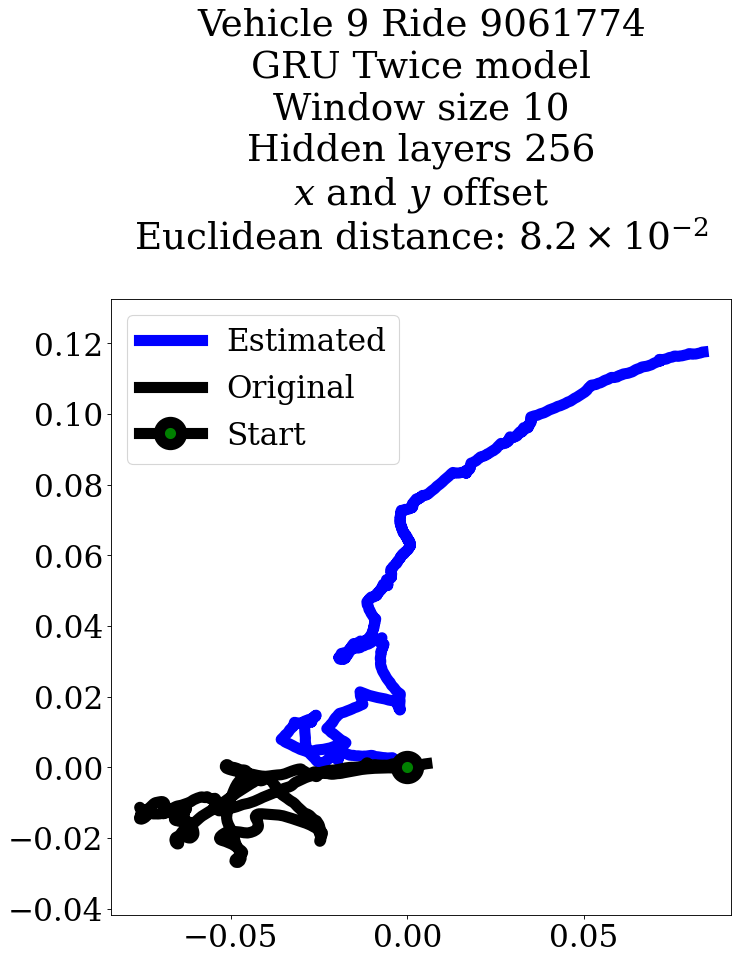 Vehicle 9 Ride 9061774
GRU Twice model
Window size 10
Hidden layers 256
x and y offset
Euclidean distance: 8.2 × 10⁻²
Estimated
Original
Start
0.12
0.10
0.08
0.06
0.04
0.02
0.00
−0.02
−0.04
−0.05 0.00 0.05